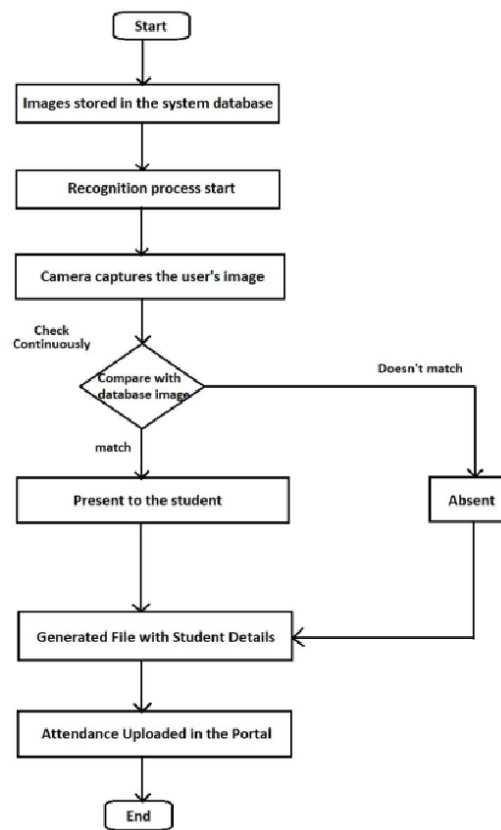 Start
Images stored in the system database
Recognition process start
Camera captures the user's image
Check
Continuously
Compare with
database image
Doesn't match
match
Present to the student
Absent
Generated File with Student Details
Attendance Uploaded in the Portal
End